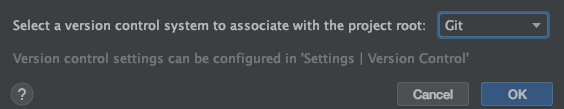 Select a version control system to associate with the project root: Git
Version control settings can be configured in 'Settings | Version Control'
? Cancel OK